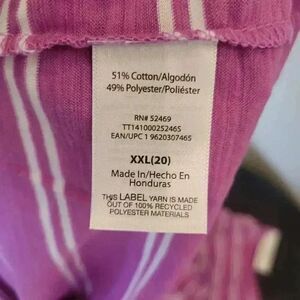 51% Cotton/Algodón
49% Polyester/Poliéster
RN# 52469
TT141000252465
EAN/UPC 1 9620307465
XXL(20)
Made In/Hecho En
Honduras
THIS LABEL YARN IS MADE
OUT OF 100% RECYCLED
POLYESTER MATERIALS